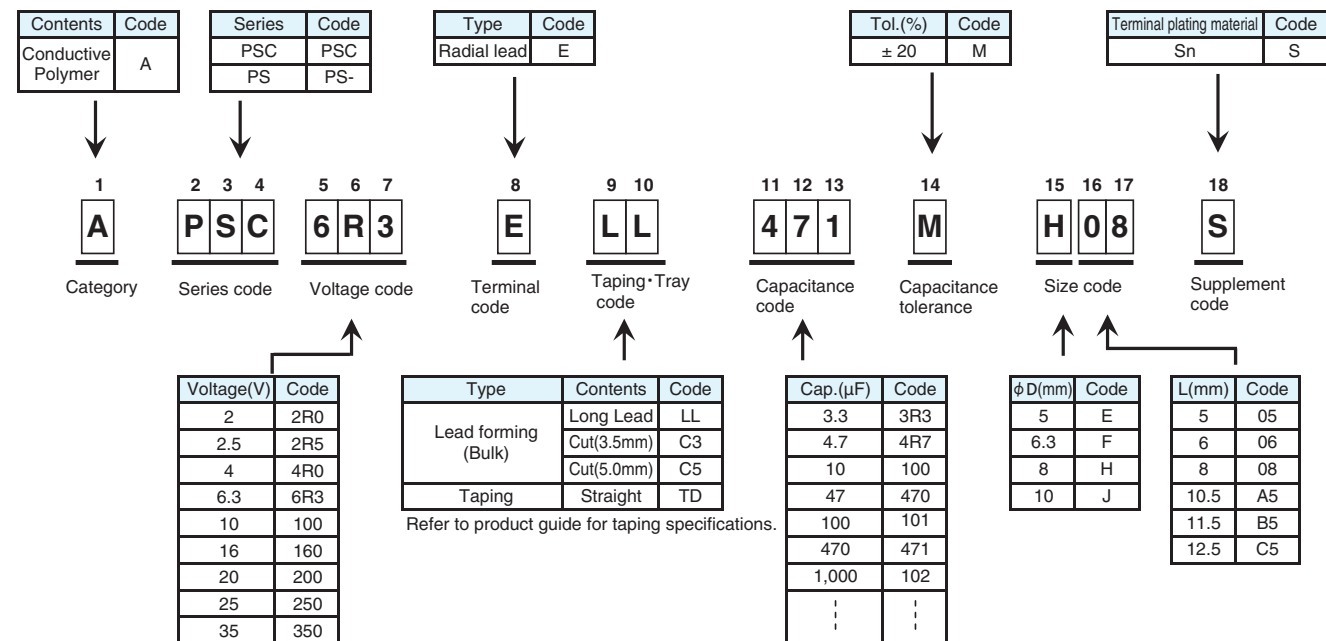 Contents Code
Conductive Polymer A
Series Code
PSC PSC
PS PS-
Type Code
Radial lead E
Tol.(%) Code
± 20 M
Terminal plating material Code
Sn S
1 2 3 4 5 6 7 8 9 10 11 12 13 14 15 16 17 18
A P S C 6 R 3 E L L 4 7 1 M H 0 8 S
Category
Series code
Voltage code
Terminal
code
Taping・Tray
code
Capacitance
code
Capacitance
tolerance
Size code
Supplement
code
Voltage(V) Code
2 2R0
2.5 2R5
4 4R0
6.3 6R3
10 100
16 160
20 200
25 250
35 350
Type Contents Code
Lead forming
(Bulk)
Long Lead LL
Cut(3.5mm) C3
Cut(5.0mm) C5
Taping Straight TD
Refer to product guide for taping specifications.
Cap.(µF) Code
3.3 3R3
4.7 4R7
10 100
47 470
100 101
470 471
1,000 102
φD(mm) Code
5 E
6.3 F
8 H
10 J
L(mm) Code
5 05
6 06
8 08
10.5 A5
11.5 B5
12.5 C5